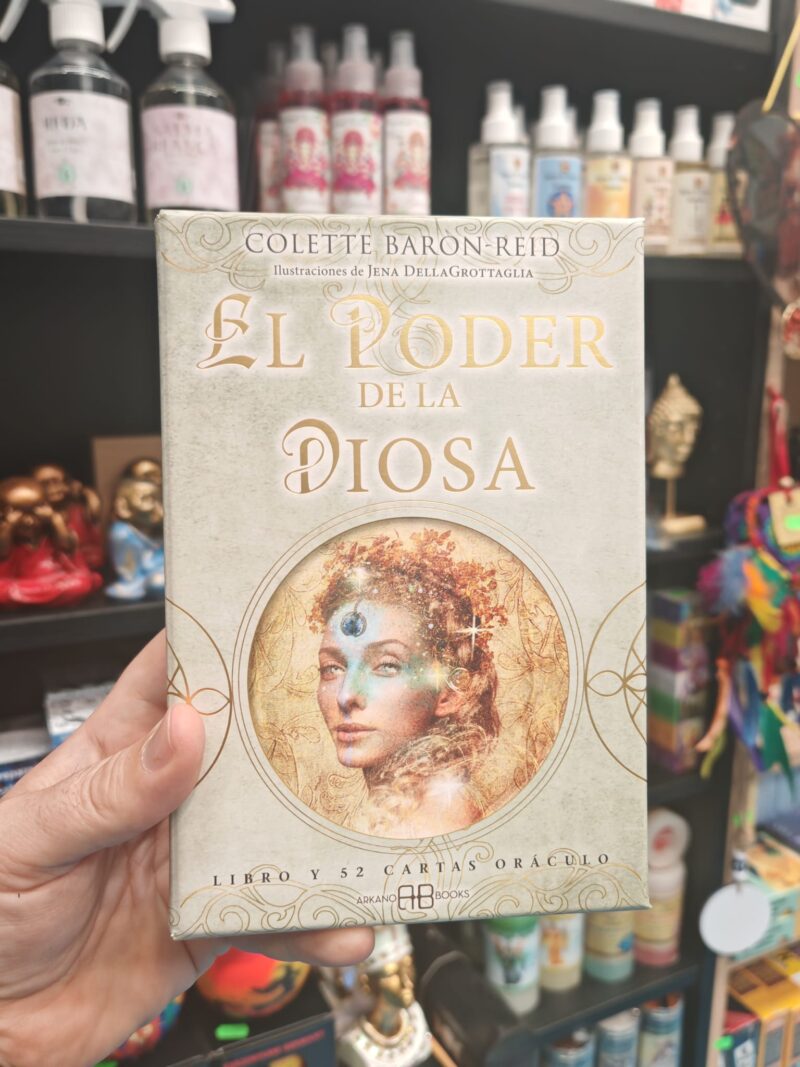 COLETTE BARON-REID
Ilustraciones de JENA DELLAGROTTAGLIA
EL PODER
DE LA
DIOSA
LIBRO Y 52 CARTAS ORÁCULO
ARKANO AB BOOKS
RUDA